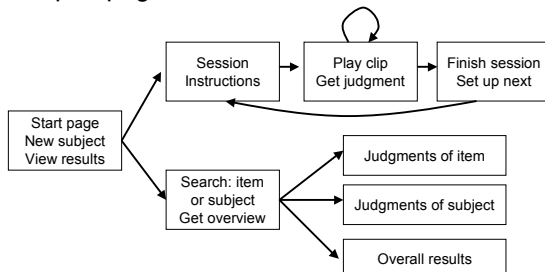 Session
Instructions
Play clip
Get judgment
Finish session
Set up next
Start page
New subject
View results
Search: item
or subject
Get overview
Judgments of item
Judgments of subject
Overall results